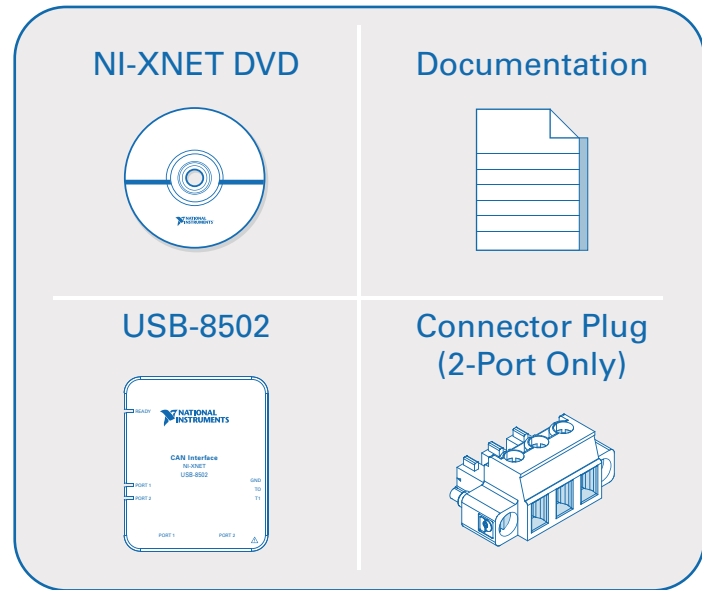 NI-XNET DVD
NATIONAL
INSTRUMENTS
Documentation
USB-8502
READY
NATIONAL
INSTRUMENTS
CAN Interface
NI-XNET
USB-8502
GND
PORT 1
T0
PORT 2
T1
PORT 1
PORT 2
Connector Plug
(2-Port Only)